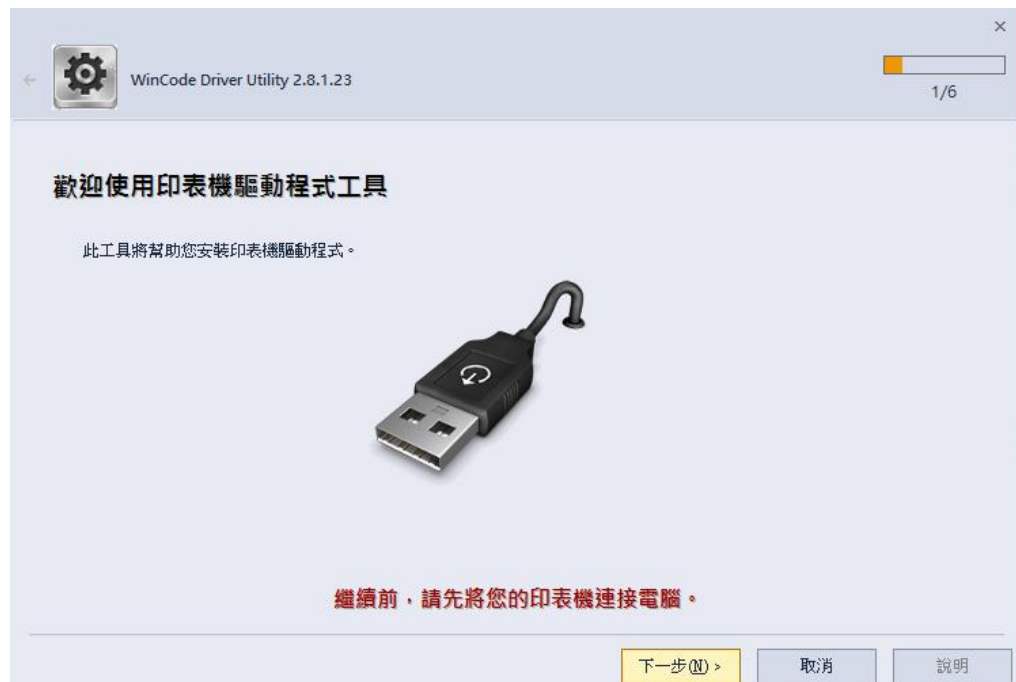 WinCode Driver Utility 2.8.1.23
1/6
歡迎使用印表機驅動程式工具
此工具將幫助您安裝印表機驅動程式。
繼續前，請先將您的印表機連接電腦。
下一步(N) >
取消
說明